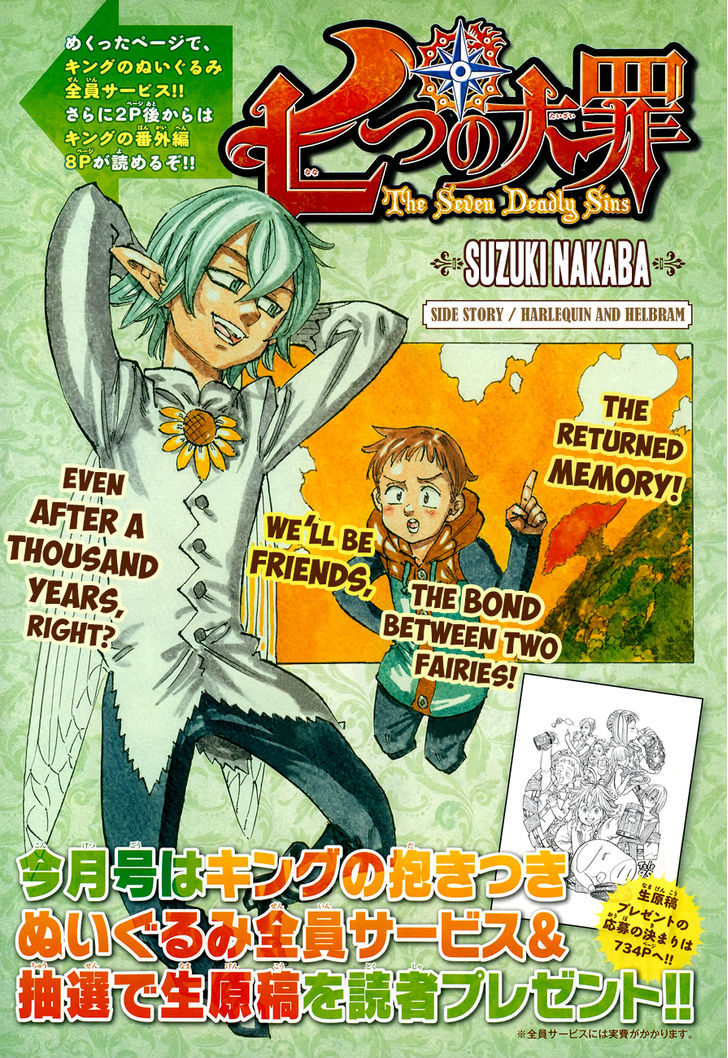 めくったページで、
キングのぬいぐるみ
全員サービス!!
さらに2P後からは
キングの番外編
8Pが読めるぞ!!
七つの大罪
The Seven Deadly Sins
SUZUKI NAKABA
SIDE STORY / HARLEQUIN AND HELBRAM
THE
RETURNED
MEMORY!
EVEN
AFTER A
THOUSAND
YEARS,
RIGHT?
WE'LL BE
FRIENDS,
THE BOND
BETWEEN TWO
FAIRIES!
今月号はキングの抱きつき
ぬいぐるみ全員サービス&
抽選で生原稿を読者プレゼント!!
生原稿
プレゼントの
応募の決まりは
734Pへ!!
※全員サービスには実費がかかります。